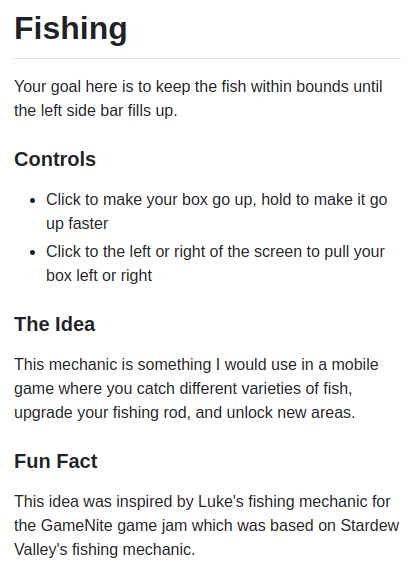 Fishing
Your goal here is to keep the fish within bounds until
the left side bar fills up.
Controls
• Click to make your box go up, hold to make it go
up faster
• Click to the left or right of the screen to pull your
box left or right
The Idea
This mechanic is something I would use in a mobile
game where you catch different varieties of fish,
upgrade your fishing rod, and unlock new areas.
Fun Fact
This idea was inspired by Luke's fishing mechanic for
the GameNite game jam which was based on Stardew
Valley's fishing mechanic.